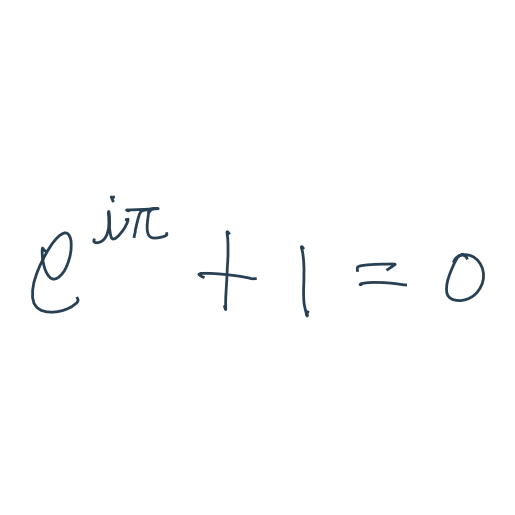 e^{iπ} + 1 = 0